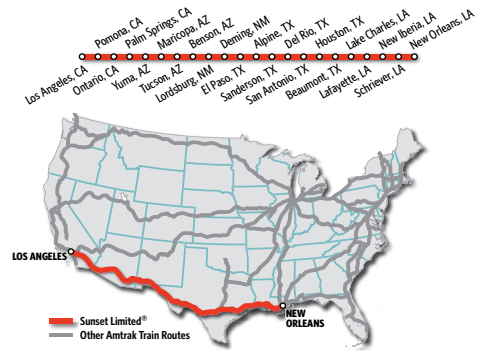 Pomona, CA
Palm Springs, CA
Maricopa, AZ
Benson, AZ
Deming, NM
Alpine, TX
Del Rio, TX
Houston, TX
Lake Charles, LA
New Iberia, LA
New Orleans, LA
Los Angeles, CA
Ontario, CA
Yuma, AZ
Tucson, AZ
Lordsburg, NM
El Paso, TX
Sanderson, TX
San Antonio, TX
Beaumont, TX
Lafayette, LA
Schriever, LA
LOS ANGELES
NEW
ORLEANS
Sunset Limited®
Other Amtrak Train Routes